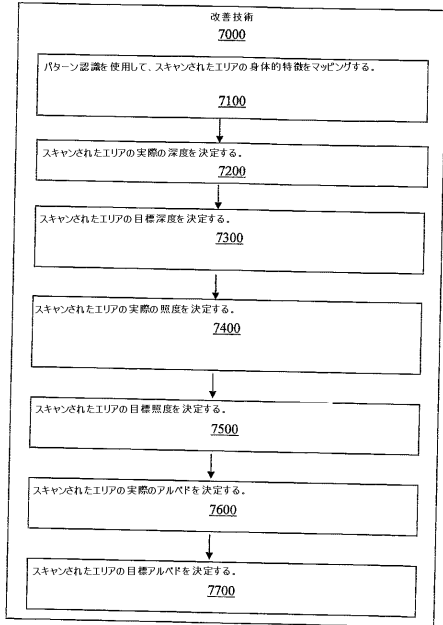 改善技術
7000
パターン認識を使用して、スキャンされたエリアの身体的特徴をマッピングする。
7100
スキャンされたエリアの実際の深度を決定する。
7200
スキャンされたエリアの目標深度を決定する。
7300
スキャンされたエリアの実際の照度を決定する。
7400
スキャンされたエリアの目標照度を決定する。
7500
スキャンされたエリアの実際のアルベドを決定する。
7600
スキャンされたエリアの目標アルベドを決定する。
7700